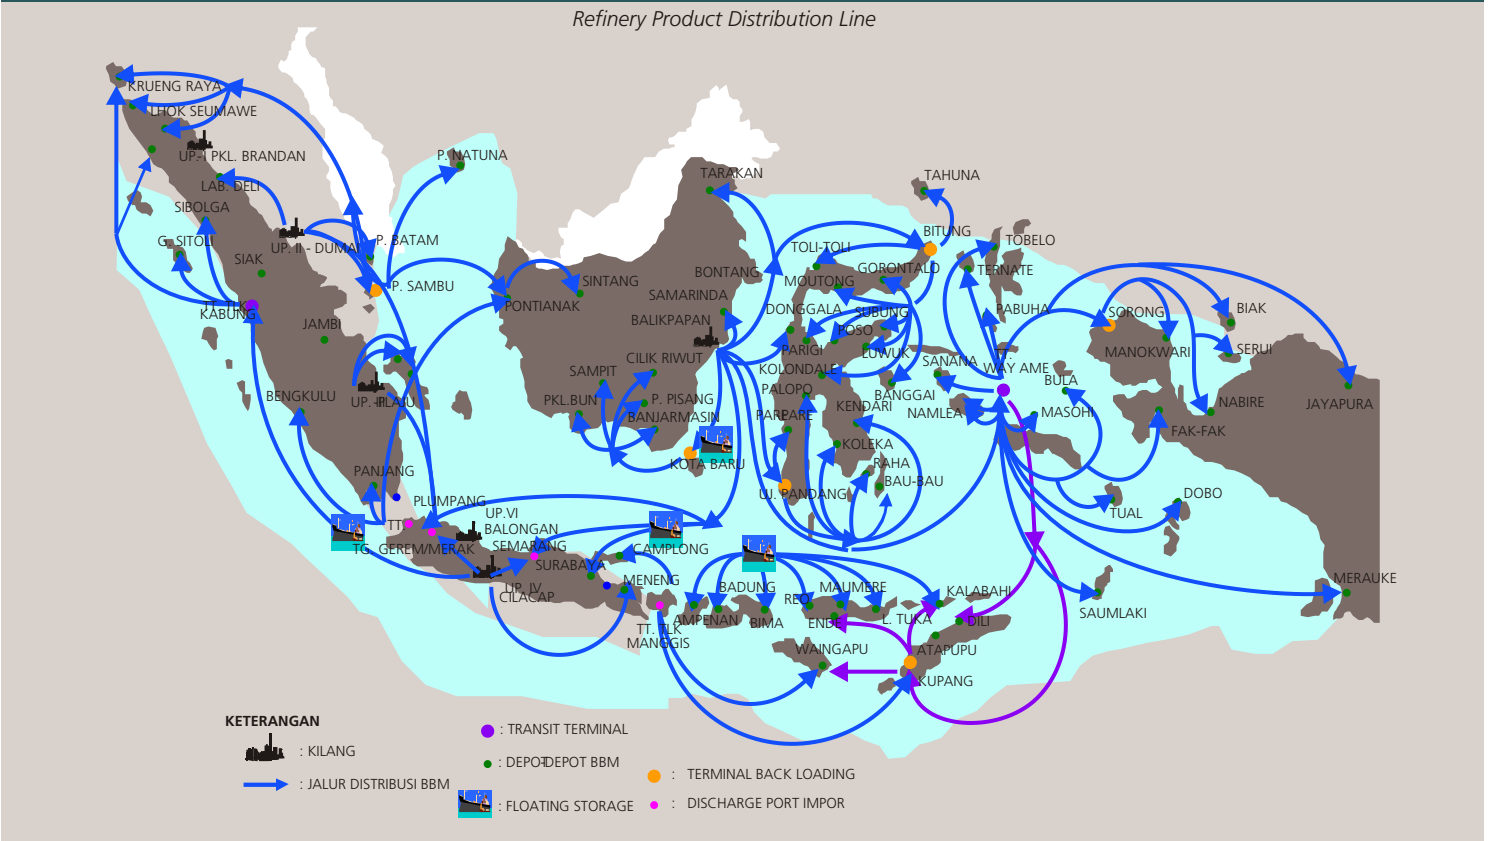 Refinery Product Distribution Line
KRUENG RAYA
LHOK SEUMAWE
UP.-I PKL. BRANDAN
LAB. DELI
SIBOLGA
G. SITOLI
UP. II - DUMAI
SIAK
TT. TLK
KABUNG
JAMBI
BENGKULU
UP. -III
PLAJU
PANJANG
P. NATUNA
P. BATAM
P. SAMBU
PONTIANAK
SINTANG
TARAKAN
BONTANG
SAMARINDA
BALIKPAPAN
CILIK RIWUT
SAMPIT
PKL.BUN
P. PISANG
BANJARMASIN
KOTA BARU
TAHUNA
BITUNG
TOLI-TOLI
GORONTALO
MOUTONG
DONGGALA
SUBUNG
POSO
PARIGI
LUWUK
KOLONDALE
PALOPO
BANGGAI
PARPARE
KENDARI
KOLEKA
RAHA
BAU-BAU
UJ. PANDANG
TOBELO
TERNATE
PABUHA
SANANA
TT.
WAY AME
NAMLEA
BULA
MASOHI
SORONG
MANOKWARI
BIAK
SERUI
NABIRE
JAYAPURA
FAK-FAK
TUAL
DOBO
MERAUKE
SAUMLAKI
PLUMPANG
TT.
TG. GEREM/MERAK
UP.VI
BALONGAN
SEMARANG
SURABAYA
CAMPLONG
UP. IV
CILACAP
MENENG
TT. TLK
MANGGIS
AMPENAN
BADUNG
BIMA
REO
MAUMERE
ENDE
L. TUKA
KALABAHI
DILI
ATAPUPU
WAINGAPU
KUPANG
KETERANGAN
: KILANG
: JALUR DISTRIBUSI BBM
: TRANSIT TERMINAL
: DEPOT-DEPOT BBM
: FLOATING STORAGE
: TERMINAL BACK LOADING
: DISCHARGE PORT IMPOR